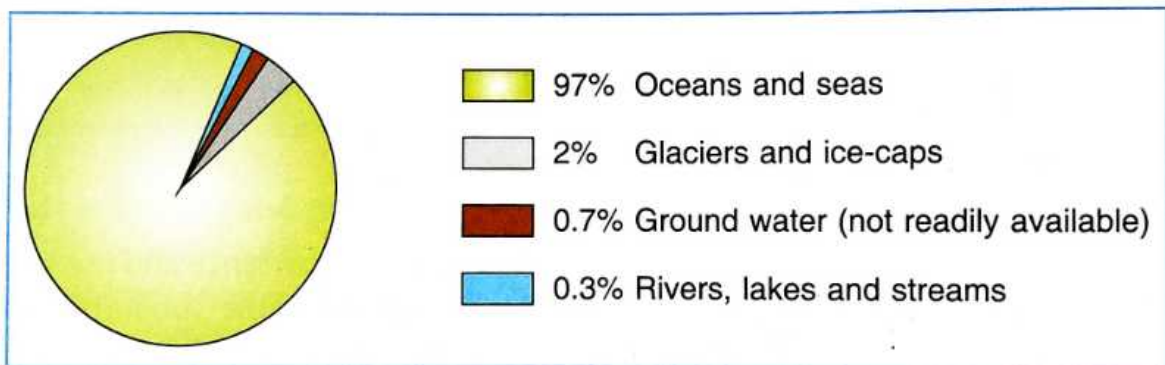 97% Oceans and seas
2% Glaciers and ice-caps
0.7% Ground water (not readily available)
0.3% Rivers, lakes and streams